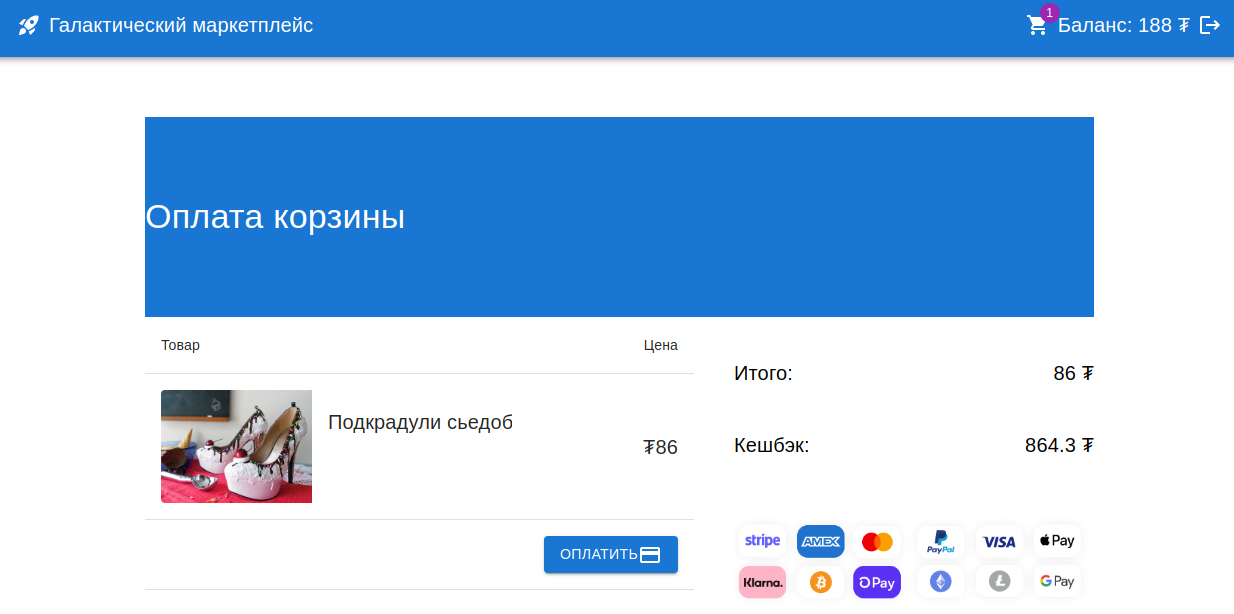 Галактический маркетплейс
1
Баланс: 188 ₮
Оплата корзины
Товар
Цена
Подкрадули сьедоб
₮86
ОПЛАТИТЬ
Итого:
86 ₮
Кешбэк:
864.3 ₮
stripe
AMEX
PayPal
VISA
Pay
Klarna.
Pay
G Pay